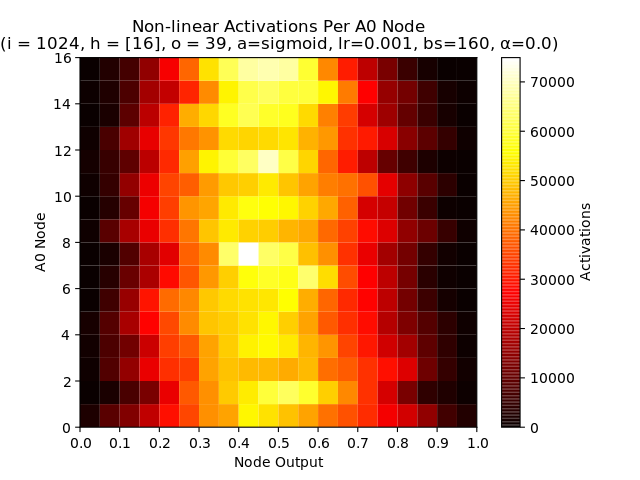 Non-linear Activations Per A0 Node
(i = 1024, h = [16], o = 39, a=sigmoid, lr=0.001, bs=160, α=0.0)
16
14
12
10
8
6
4
2
0
A0 Node
0.0 0.1 0.2 0.3 0.4 0.5 0.6 0.7 0.8 0.9 1.0
Node Output
70000
60000
50000
40000
30000
20000
10000
0
Activations